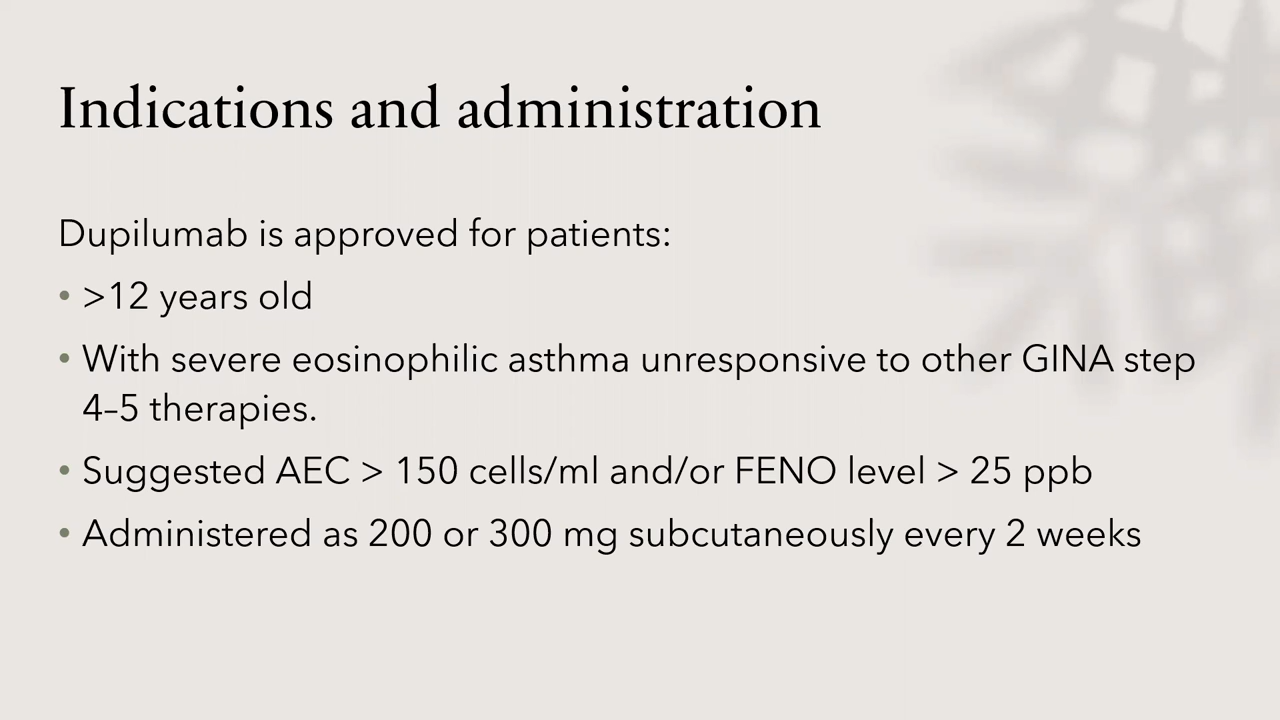 Indications and administration
Dupilumab is approved for patients:
• >12 years old
• With severe eosinophilic asthma unresponsive to other GINA step
4–5 therapies.
• Suggested AEC > 150 cells/ml and/or FENO level > 25 ppb
• Administered as 200 or 300 mg subcutaneously every 2 weeks